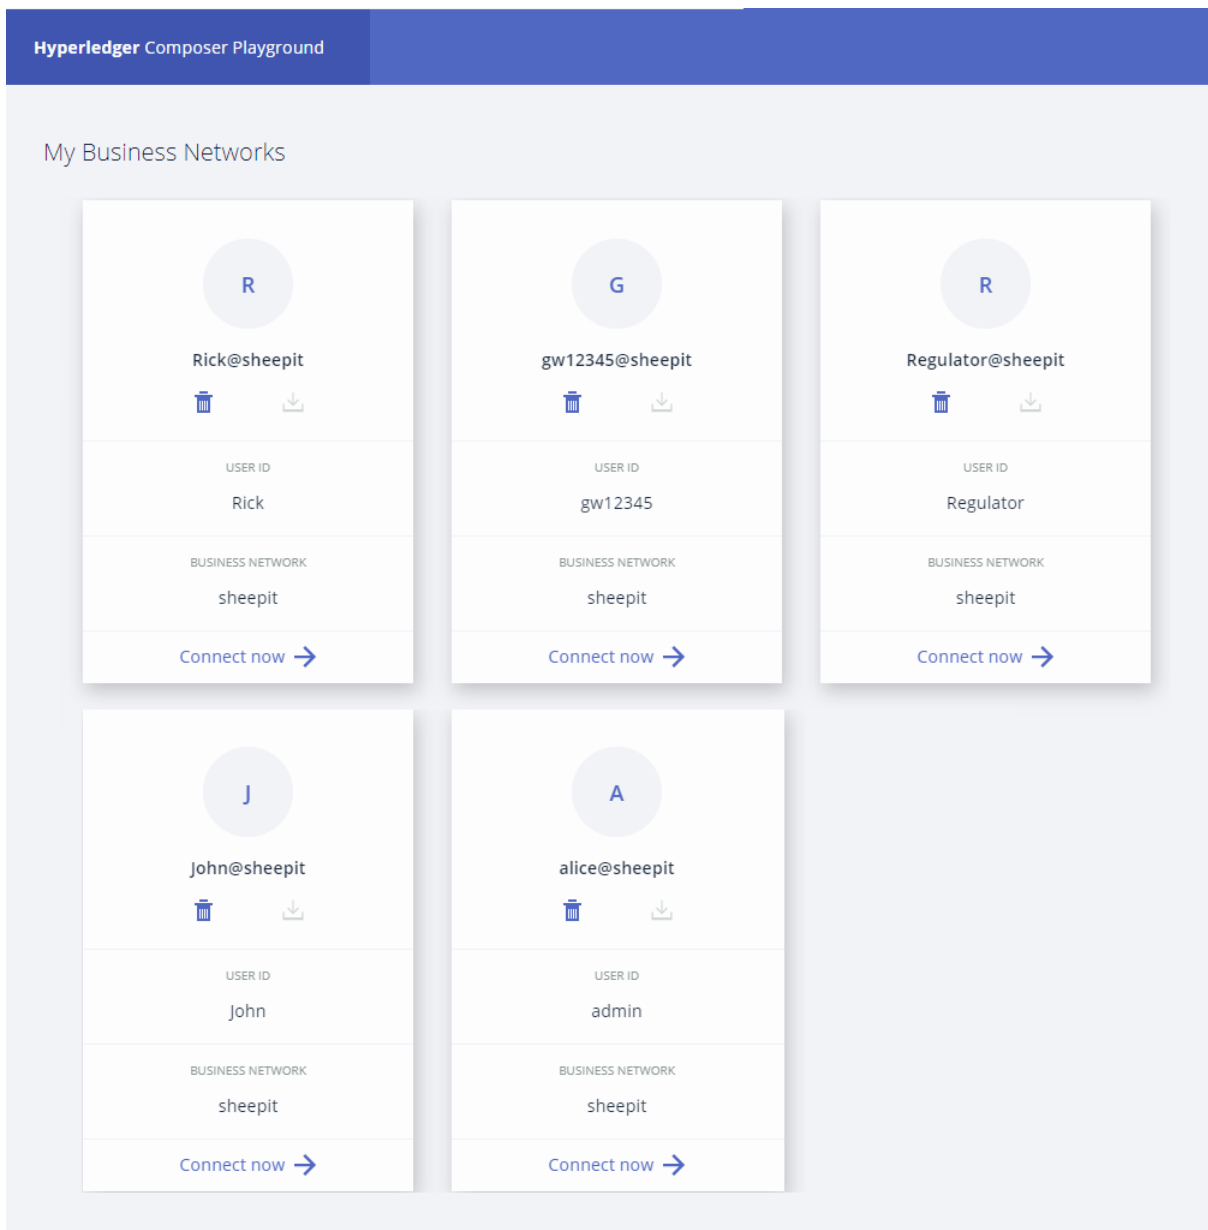 Hyperledger Composer Playground
My Business Networks
R
Rick@sheepit
USER ID
Rick
BUSINESS NETWORK
sheepit
Connect now
G
gw12345@sheepit
USER ID
gw12345
BUSINESS NETWORK
sheepit
Connect now
R
Regulator@sheepit
USER ID
Regulator
BUSINESS NETWORK
sheepit
Connect now
J
John@sheepit
USER ID
John
BUSINESS NETWORK
sheepit
Connect now
A
alice@sheepit
USER ID
admin
BUSINESS NETWORK
sheepit
Connect now